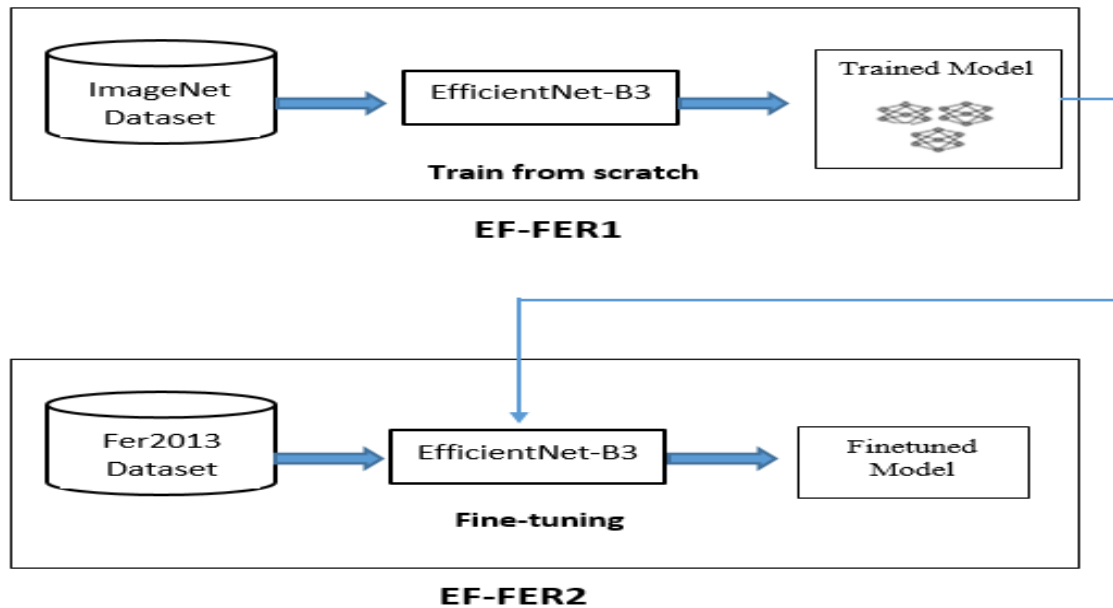 ImageNet
Dataset
EfficientNet-B3
Trained Model
Train from scratch
EF-FER1
Fer2013
Dataset
EfficientNet-B3
Finetuned
Model
Fine-tuning
EF-FER2